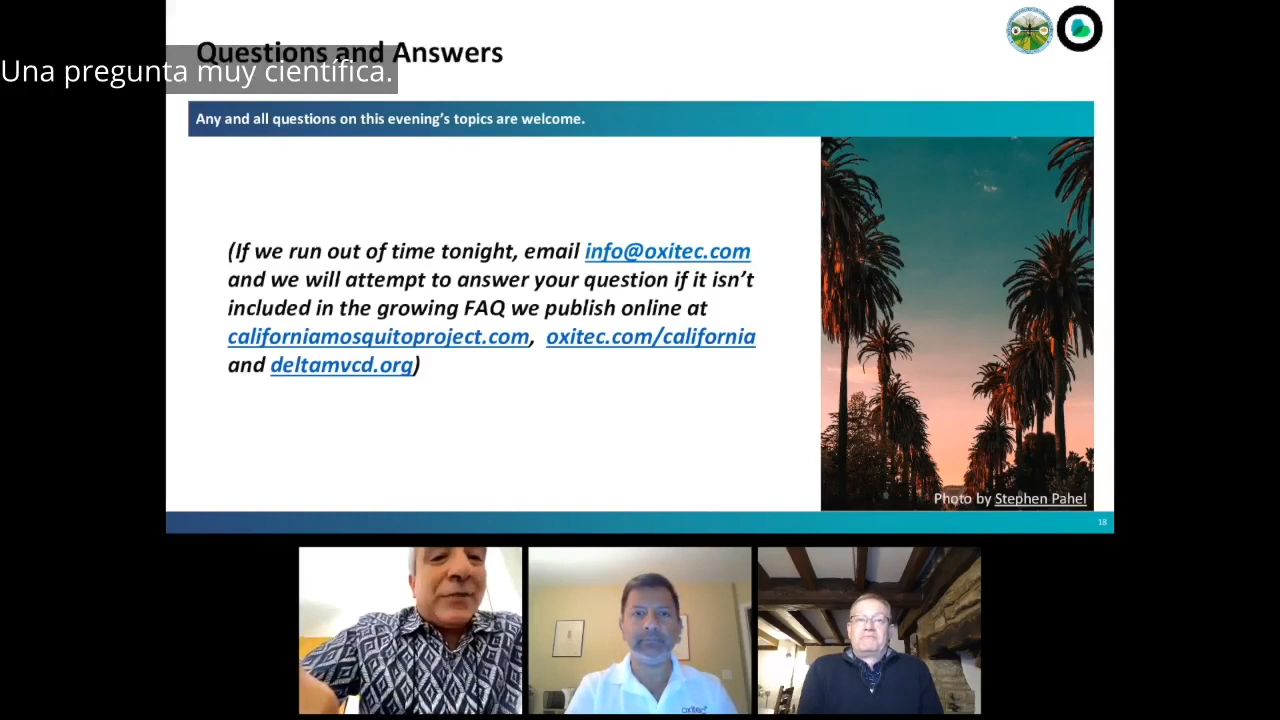 Questions and Answers
Una pregunta muy científica.
Any and all questions on this evening's topics are welcome.
(If we run out of time tonight, email info@oxitec.com
and we will attempt to answer your question if it isn't
included in the growing FAQ we publish online at
californiamosquitoproject.com, oxitec.com/california
and deltamvcd.org)
Photo by Stephen Pahel
18
oxitec